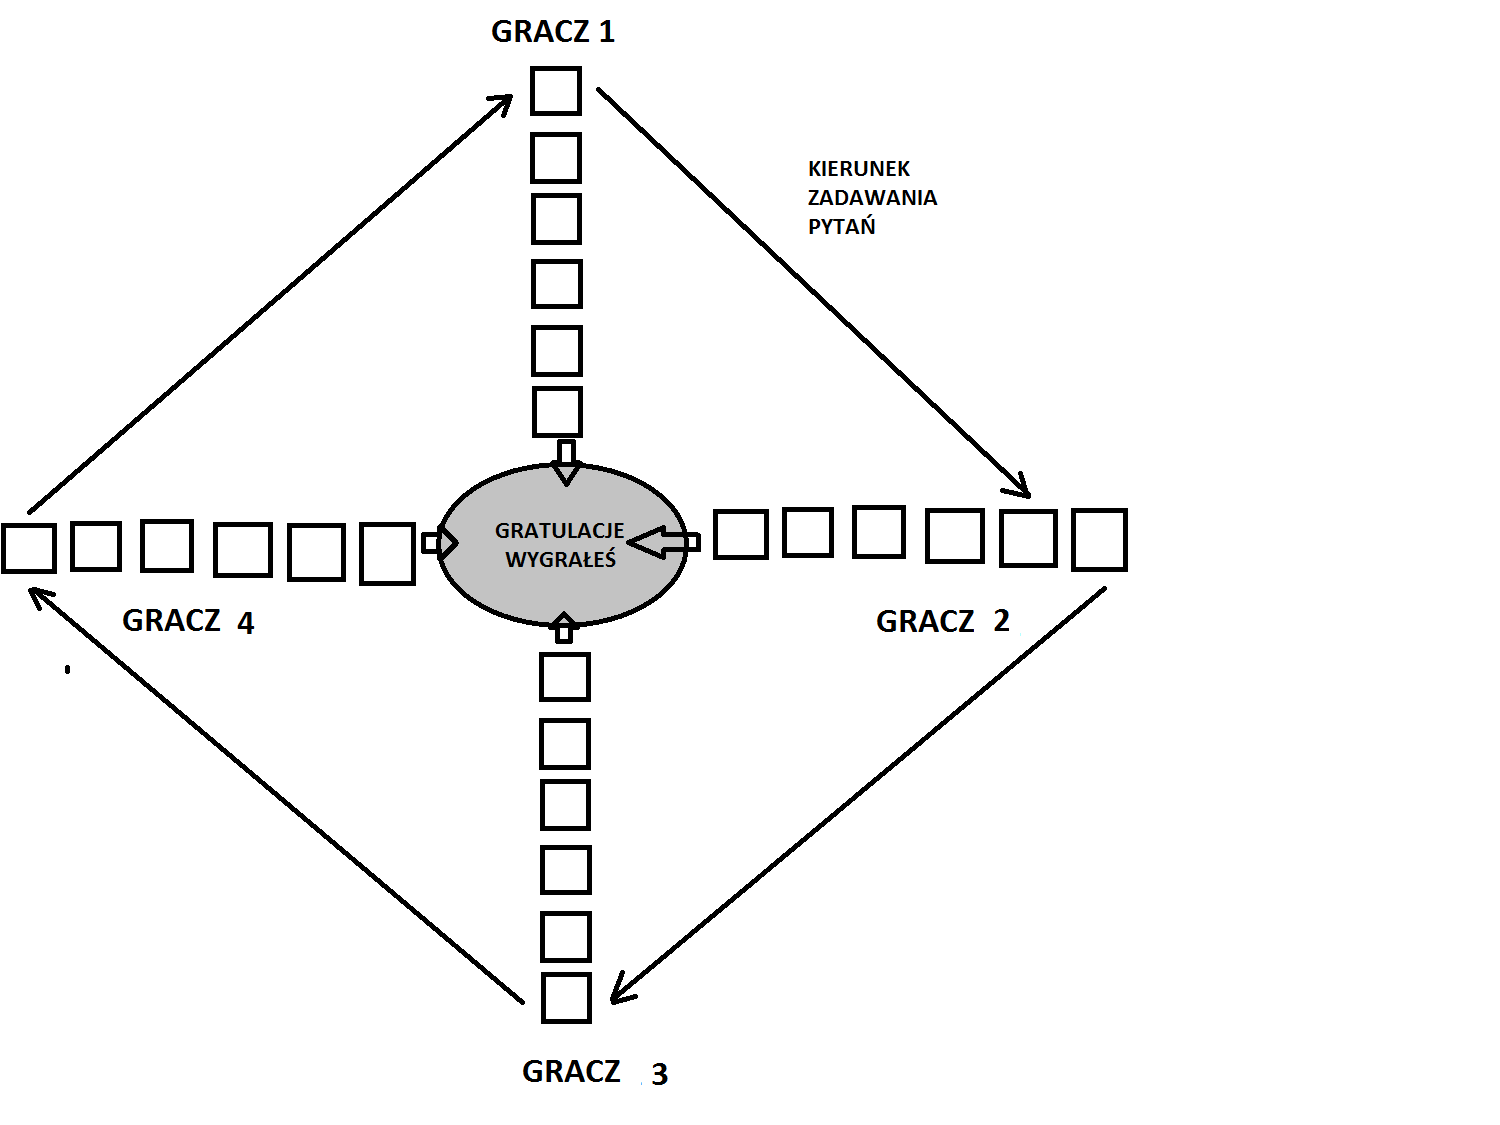 GRACZ 1
KIERUNEK
ZADAWANIA
PYTAŃ
GRATULACJE
WYGRAŁEŚ
GRACZ 4
GRACZ 2
GRACZ 3